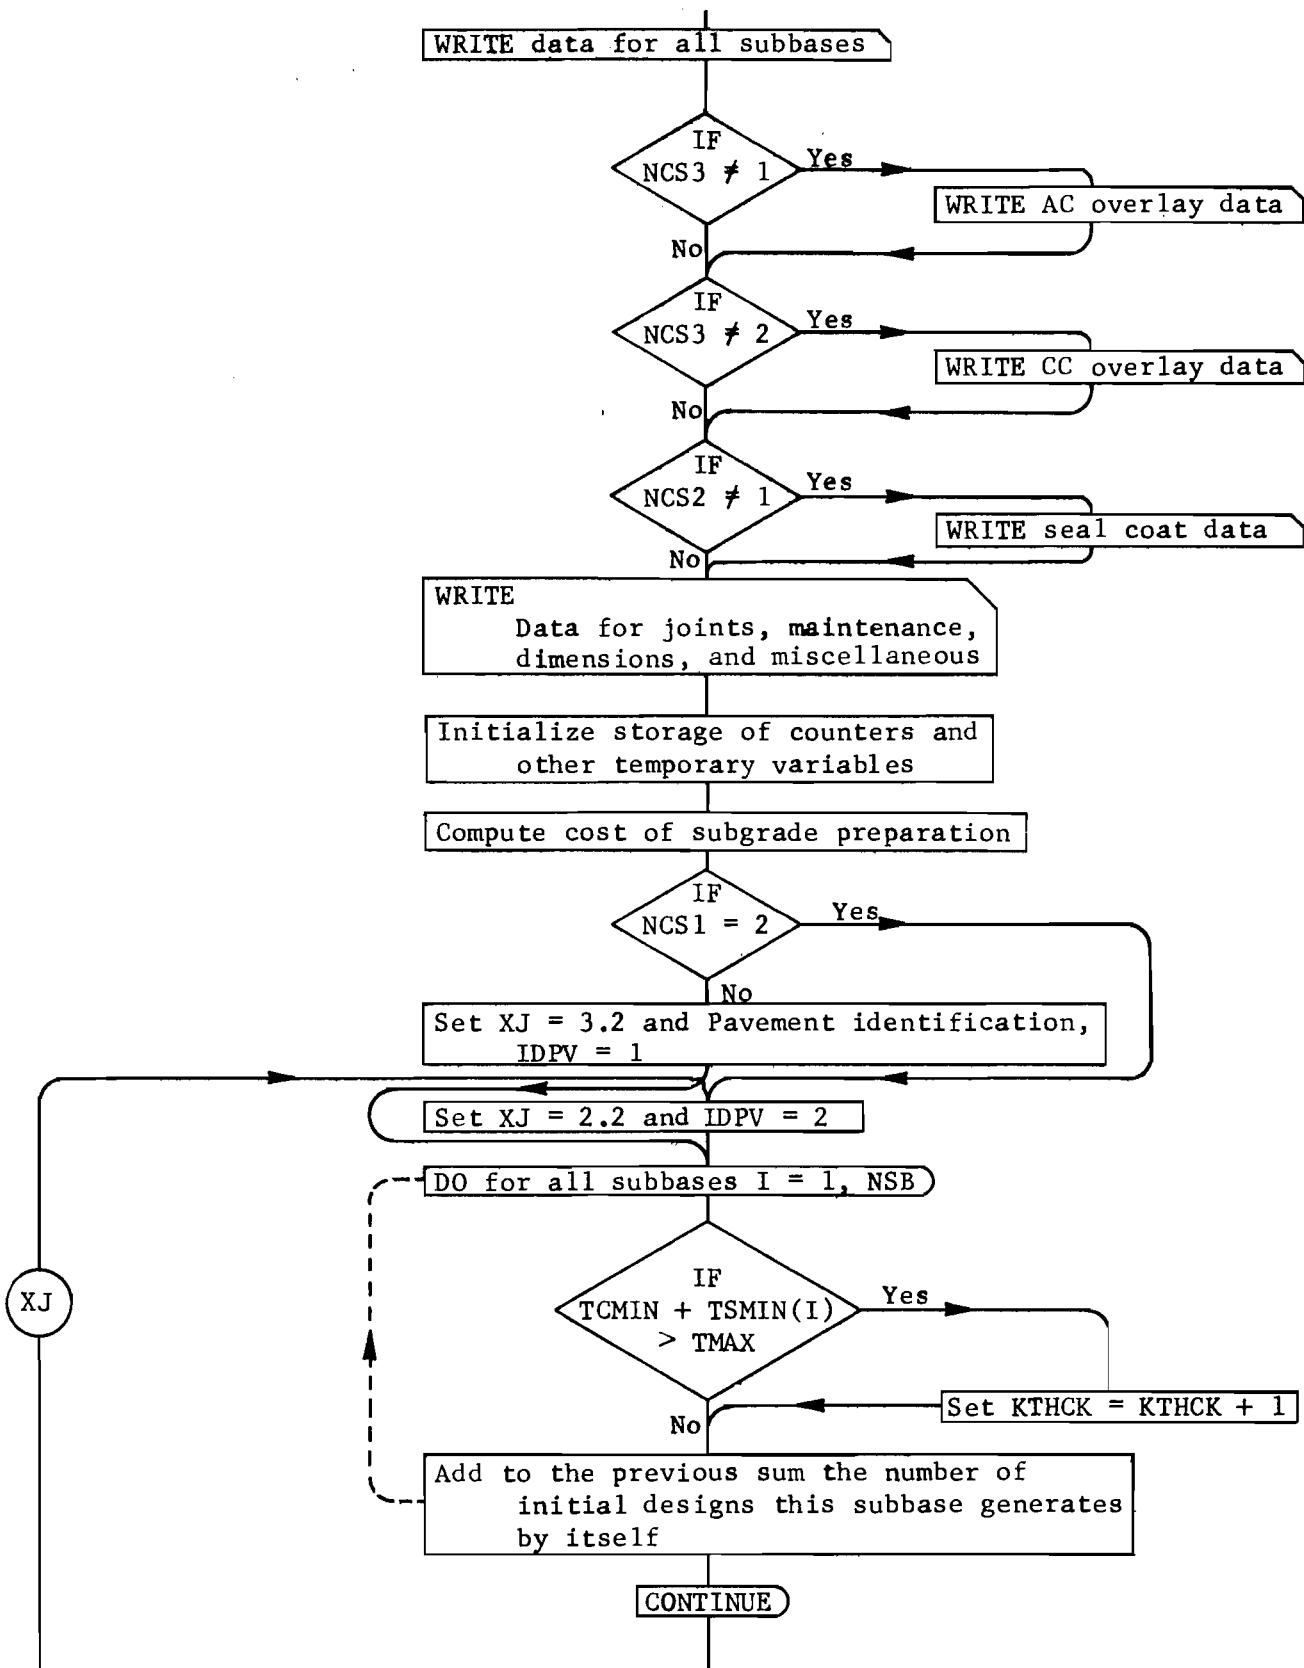 WRITE data for all subbases
IF
NCS3 ≠ 1
Yes
WRITE AC overlay data
No
IF
NCS3 ≠ 2
Yes
WRITE CC overlay data
No
IF
NCS2 ≠ 1
Yes
WRITE seal coat data
No
WRITE
Data for joints, maintenance,
dimensions, and miscellaneous
Initialize storage of counters and
other temporary variables
Compute cost of subgrade preparation
IF
NCS1 = 2
Yes
No
Set XJ = 3.2 and Pavement identification,
IDPV = 1
Set XJ = 2.2 and IDPV = 2
DO for all subbases I = 1, NSB
XJ
IF
TCMIN + TSMIN(I)
> TMAX
Yes
Set KTHCK = KTHCK + 1
No
Add to the previous sum the number of
initial designs this subbase generates
by itself
CONTINUE